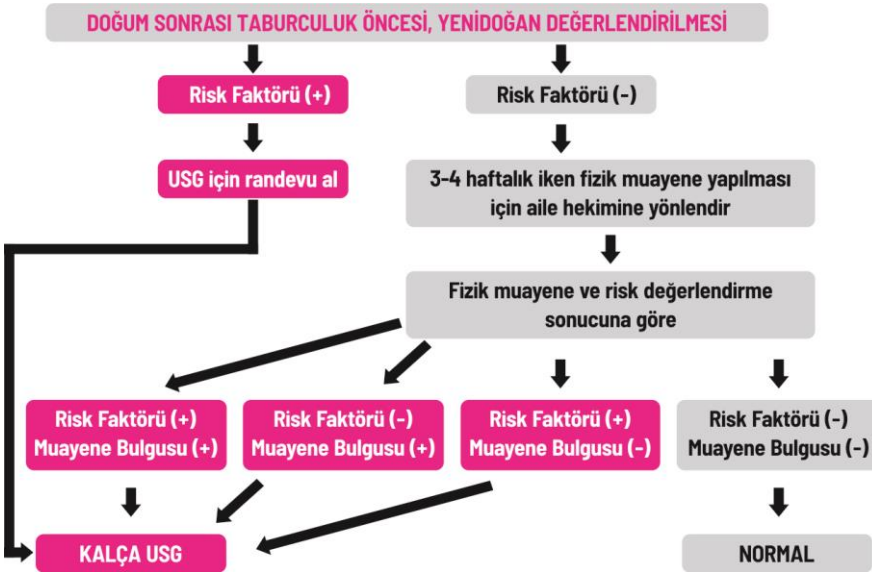 DOĞUM SONRASI TABURCULUK ÖNCESİ, YENİDOĞAN DEĞERLENDİRİLMESİ
Risk Faktörü (+)
Risk Faktörü (-)
USG için randevu al
3-4 haftalık iken fizik muayene yapılması
için aile hekimine yönlendir
Fizik muayene ve risk değerlendirme
sonucuna göre
Risk Faktörü (+)
Muayene Bulgusu (+)
Risk Faktörü (-)
Muayene Bulgusu (+)
Risk Faktörü (+)
Muayene Bulgusu (-)
Risk Faktörü (-)
Muayene Bulgusu (-)
KALÇA USG
NORMAL